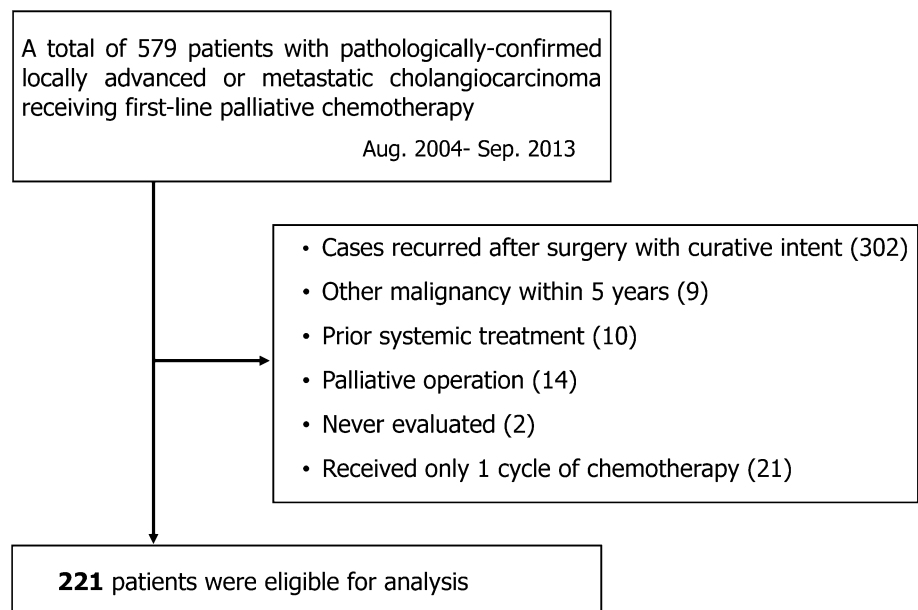 A total of 579 patients with pathologically-confirmed
locally advanced or metastatic cholangiocarcinoma
receiving first-line palliative chemotherapy
Aug. 2004- Sep. 2013
• Cases recurred after surgery with curative intent (302)
• Other malignancy within 5 years (9)
• Prior systemic treatment (10)
• Palliative operation (14)
• Never evaluated (2)
• Received only 1 cycle of chemotherapy (21)
221 patients were eligible for analysis